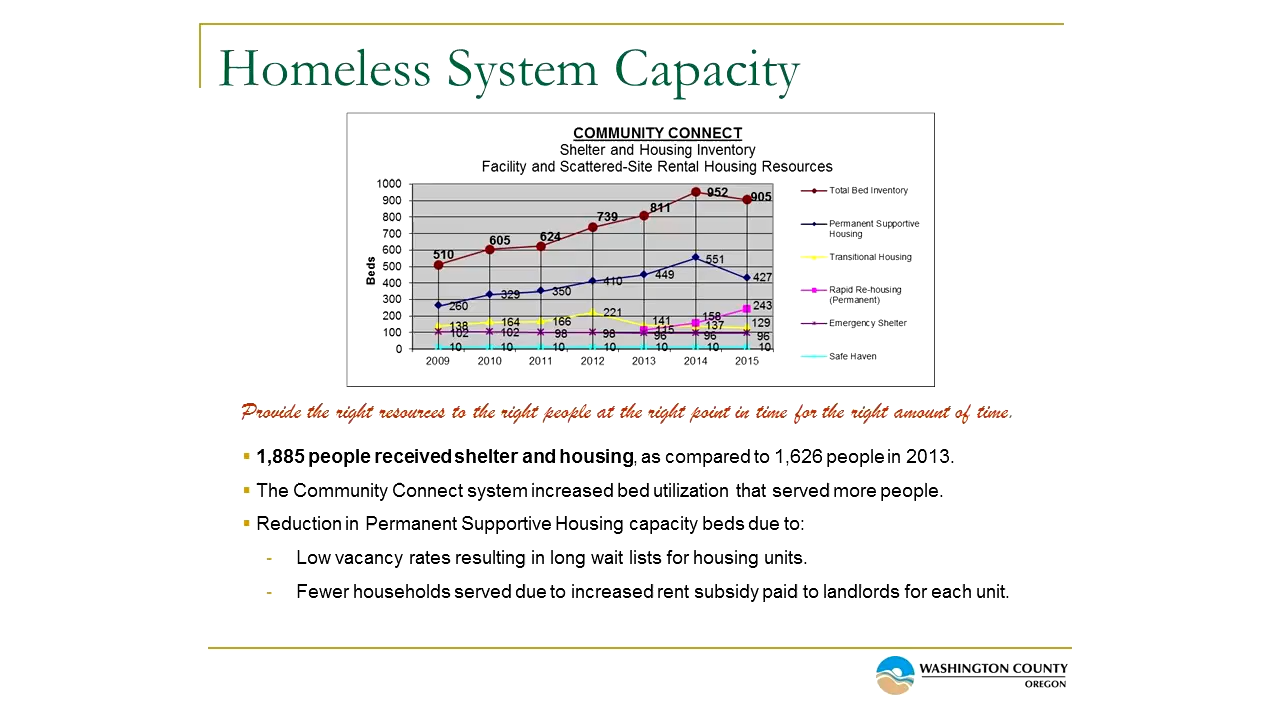 Homeless System Capacity
COMMUNITY CONNECT
Shelter and Housing Inventory
Facility and Scattered-Site Rental Housing Resources
Beds
1000
900
800
700
600
500
400
300
200
100
0
510 605 624 739 811 952 905
260 329 350 410 449 551 427
138 164 166 221 141 137 129
115 158 243
102 102 98 98 96 96 96
10 10 10 10 10 10 10
2009 2010 2011 2012 2013 2014 2015
Total Bed Inventory
Permanent Supportive
Housing
Transitional Housing
Rapid Re-housing
(Permanent)
Emergency Shelter
Safe Haven
Provide the right resources to the right people at the right point in time for the right amount of time.
▪ 1,885 people received shelter and housing, as compared to 1,626 people in 2013.
▪ The Community Connect system increased bed utilization that served more people.
▪ Reduction in Permanent Supportive Housing capacity beds due to:
- Low vacancy rates resulting in long wait lists for housing units.
- Fewer households served due to increased rent subsidy paid to landlords for each unit.
WASHINGTON COUNTY
OREGON